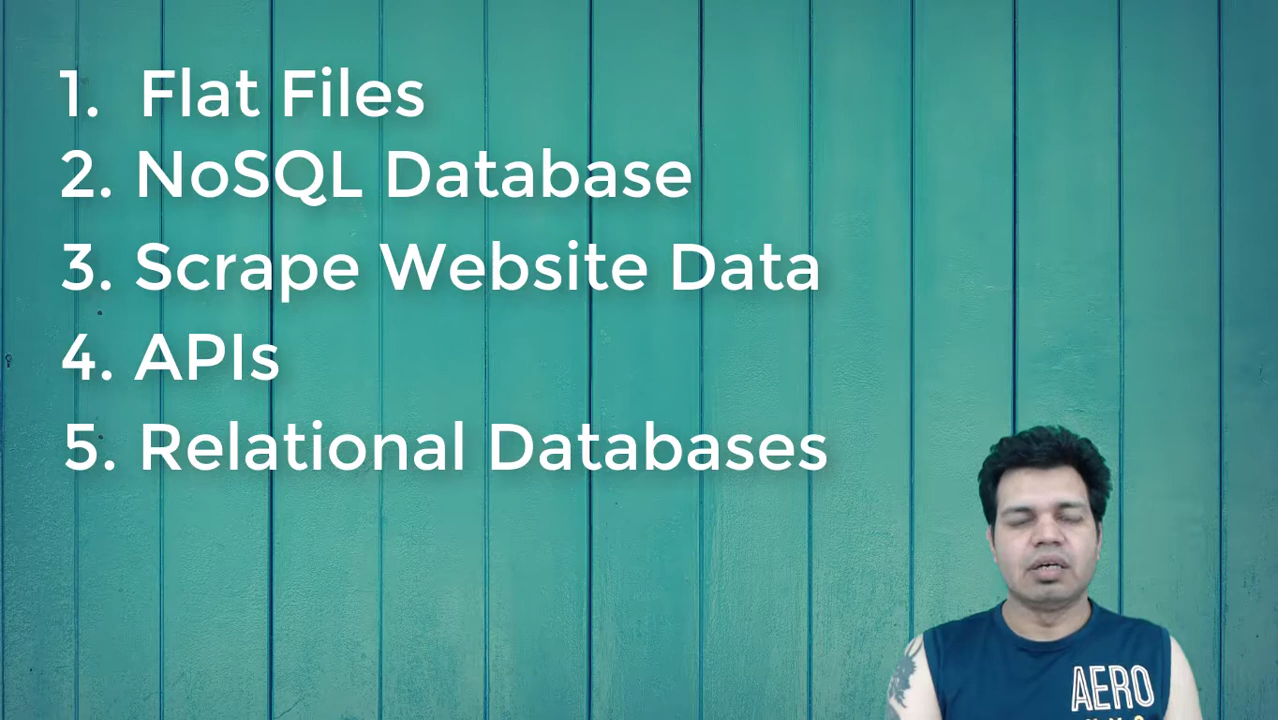 1. Flat Files
2. NoSQL Database
3. Scrape Website Data
4. APIs
5. Relational Databases
AERO